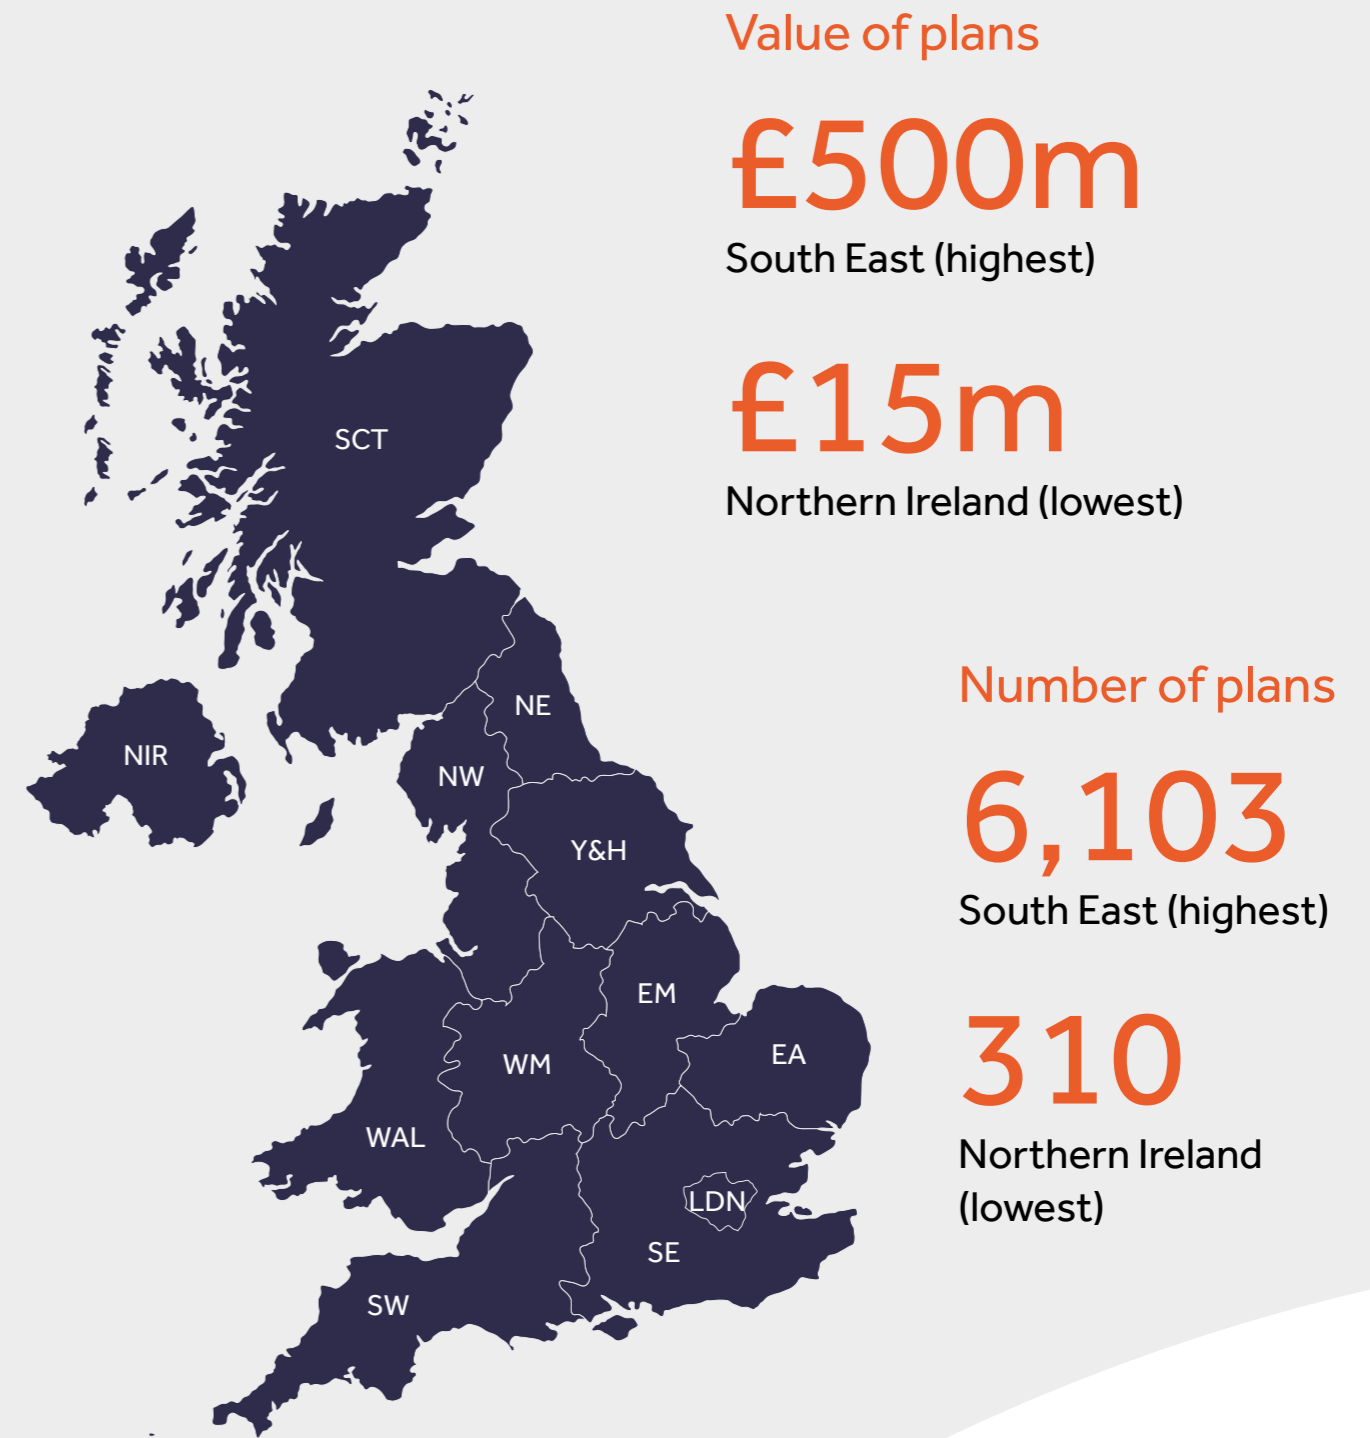 Value of plans
£500m
South East (highest)
£15m
Northern Ireland (lowest)
Number of plans
6,103
South East (highest)
310
Northern Ireland
(lowest)
SCT
NE
NIR
NW
Y&H
EM
EA
WM
WAL
LDN
SE
SW